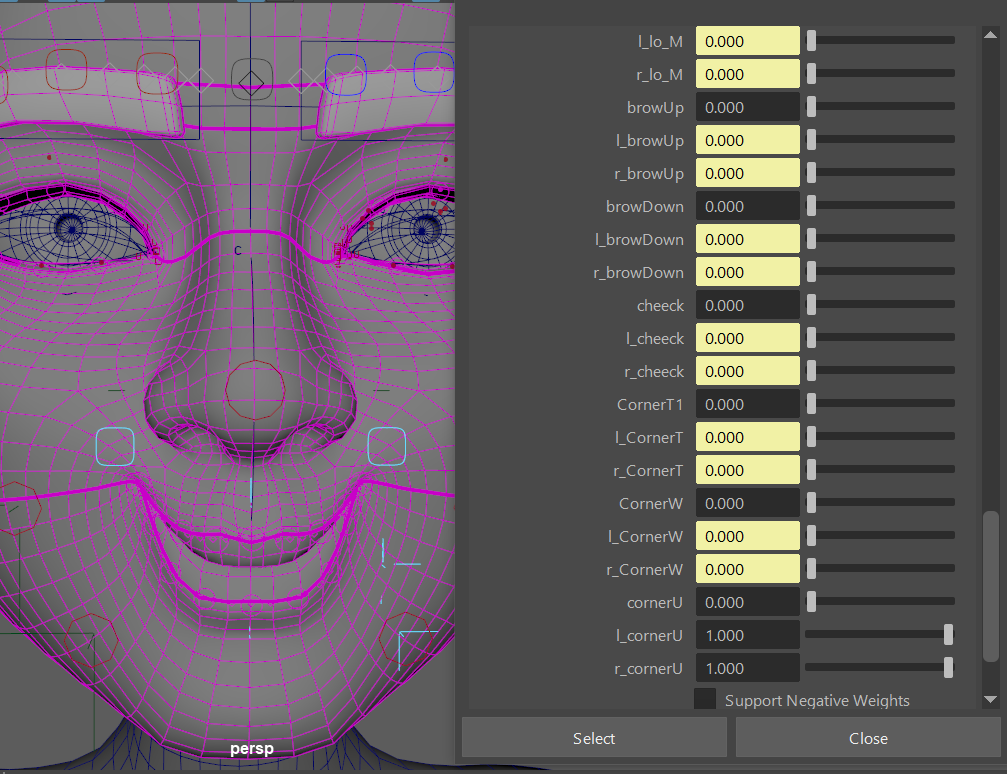 l_lo_M 0.000
r_lo_M 0.000
browUp 0.000
l_browUp 0.000
r_browUp 0.000
browDown 0.000
l_browDown 0.000
r_browDown 0.000
cheeck 0.000
l_cheeck 0.000
r_cheeck 0.000
CornerT1 0.000
l_CornerT 0.000
r_CornerT 0.000
CornerW 0.000
l_CornerW 0.000
r_CornerW 0.000
cornerU 0.000
l_cornerU 1.000
r_cornerU 1.000
Support Negative Weights
Select Close
C
persp